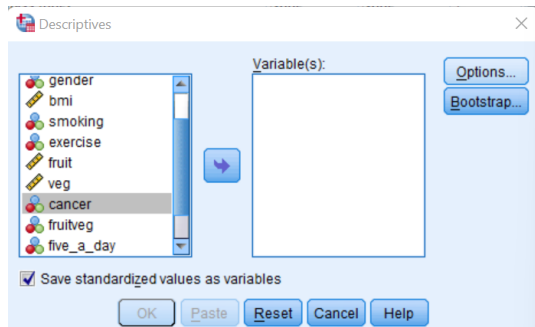 Descriptives
Variable(s):
gender
bmi
smoking
exercise
fruit
veg
cancer
fruitveg
five_a_day
Options...
Bootstrap...
Save standardized values as variables
OK Paste Reset Cancel Help